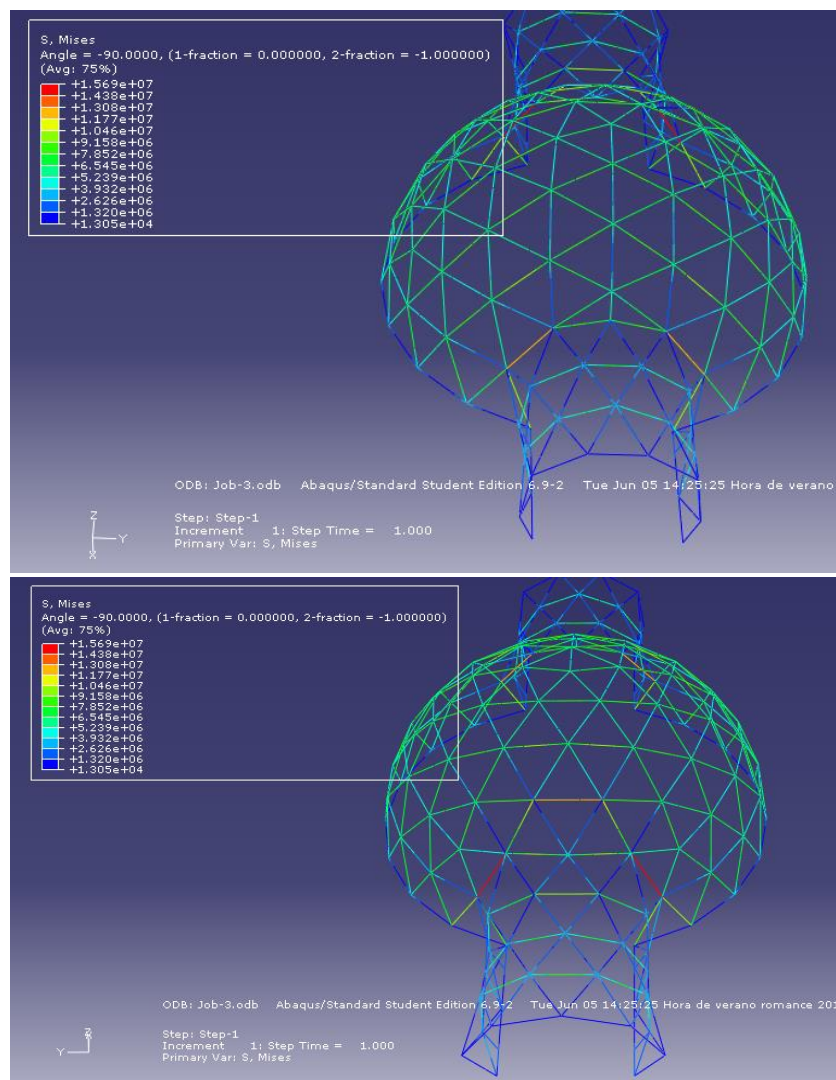 S, Mises
Angle = -90.0000, (1-fraction = 0.000000, 2-fraction = -1.000000)
(Avg: 75%)
+1.569e+07
+1.438e+07
+1.308e+07
+1.177e+07
+1.046e+07
+9.158e+06
+7.852e+06
+6.545e+06
+5.239e+06
+3.932e+06
+2.626e+06
+1.320e+06
+1.305e+04
ODB: Job-3.odb Abaqus/Standard Student Edition 6.9-2 Tue Jun 05 14:25:25 Hora de verano
Z
Y
X
Step: Step-1
Increment 1: Step Time = 1.000
Primary Var: S, Mises
S, Mises
Angle = -90.0000, (1-fraction = 0.000000, 2-fraction = -1.000000)
(Avg: 75%)
+1.569e+07
+1.438e+07
+1.308e+07
+1.177e+07
+1.046e+07
+9.158e+06
+7.852e+06
+6.545e+06
+5.239e+06
+3.932e+06
+2.626e+06
+1.320e+06
+1.305e+04
ODB: Job-3.odb Abaqus/Standard Student Edition 6.9-2 Tue Jun 05 14:25:25 Hora de verano romance 201
Y
Step: Step-1
Increment 1: Step Time = 1.000
Primary Var: S, Mises